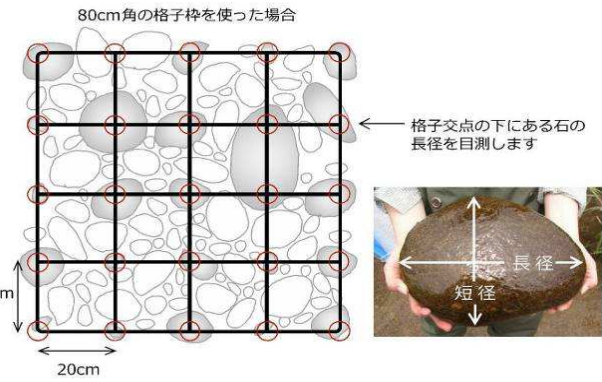 80cm角の格子枠を使った場合
格子交点の下にある石の
長径を目測します
長 径
短 径
m
20cm